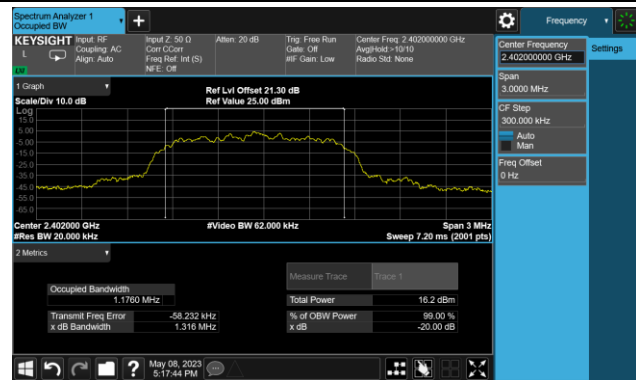 Spectrum Analyzer 1
Occupied BW
Frequency
KEYSIGHT
Input: RF
Coupling: AC
Align: Auto
Input Z: 50 Ω
Corr CCorr
Freq Ref: Int (S)
NFE: Off
Atten: 20 dB
Trig: Free Run
Gate: Off
#IF Gain: Low
Center Freq: 2.402000000 GHz
Avg|Hold:>10/10
Radio Std: None
L
LW
Center Frequency
2.402000000 GHz
Settings
Span
3.0000 MHz
CF Step
300.000 kHz
Auto
Man
Freq Offset
0 Hz
1 Graph
Scale/Div 10.0 dB
Ref Lvl Offset 21.30 dB
Ref Value 25.00 dBm
Log
15.0
5.00
-5.00
-15.0
-25.0
-35.0
-45.0
-55.0
-65.0
Center 2.402000 GHz
#Video BW 62.000 kHz
Span 3 MHz
#Res BW 20.000 kHz
Sweep 7.20 ms (2001 pts)
2 Metrics
Measure Trace
Trace 1
Occupied Bandwidth
1.1760 MHz
Total Power
16.2 dBm
Transmit Freq Error
-58.232 kHz
% of OBW Power
99.00 %
x dB Bandwidth
1.316 MHz
x dB
-20.00 dB
May 08, 2023
5:17:44 PM